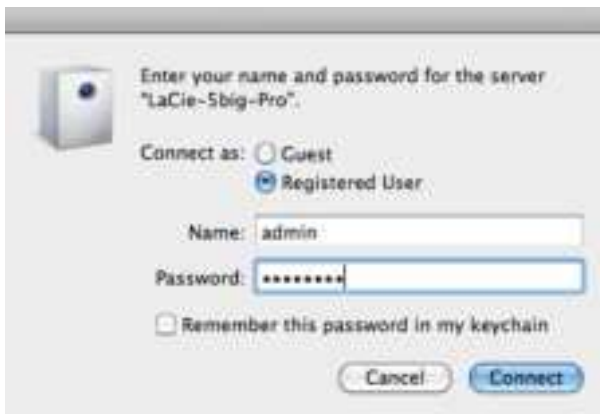 Enter your name and password for the server
"LaCie-5big-Pro".
Connect as: Guest
Registered User
Name: admin
Password: ••••••••
Remember this password in my keychain
Cancel Connect